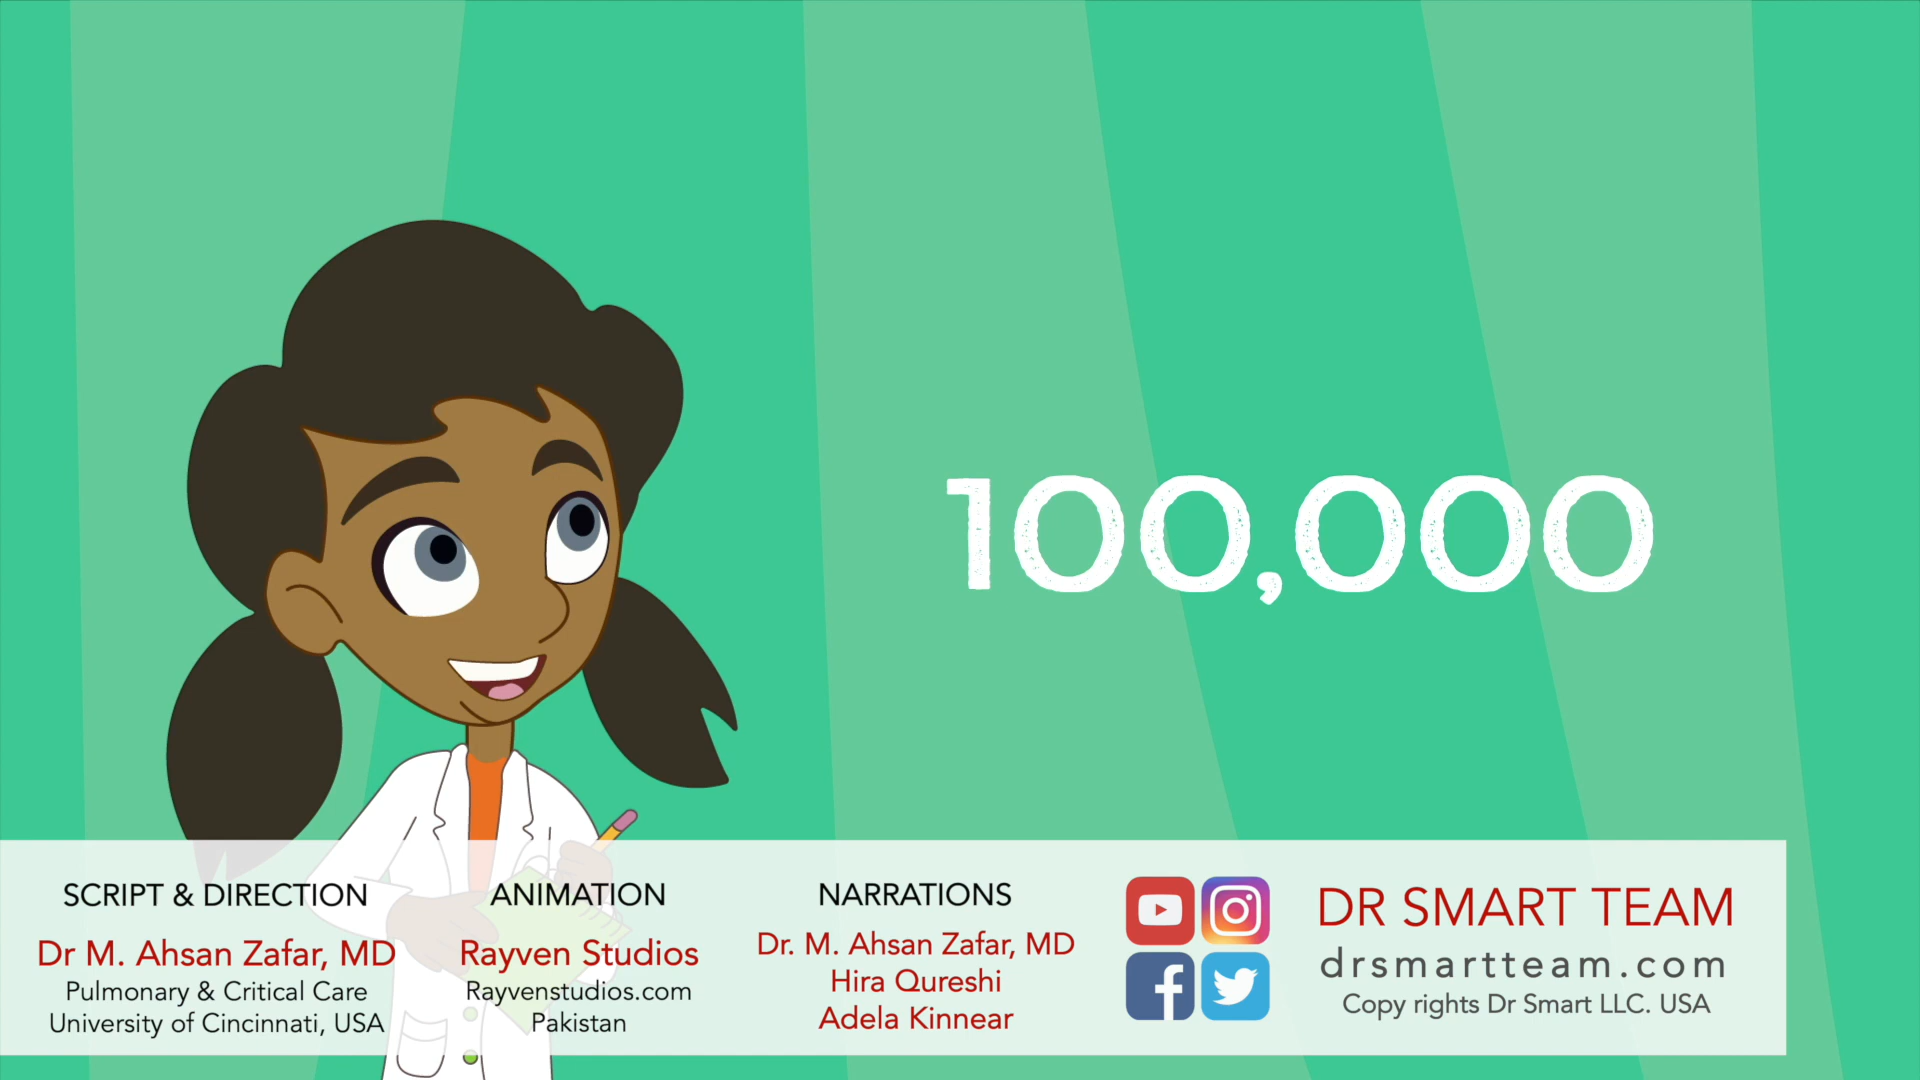 100,000
SCRIPT & DIRECTION
Dr M. Ahsan Zafar, MD
Pulmonary & Critical Care
University of Cincinnati, USA
ANIMATION
Rayven Studios
Rayvenstudios.com
Pakistan
NARRATIONS
Dr. M. Ahsan Zafar, MD
Hira Qureshi
Adela Kinnear
DR SMART TEAM
drsmartteam.com
Copy rights Dr Smart LLC. USA